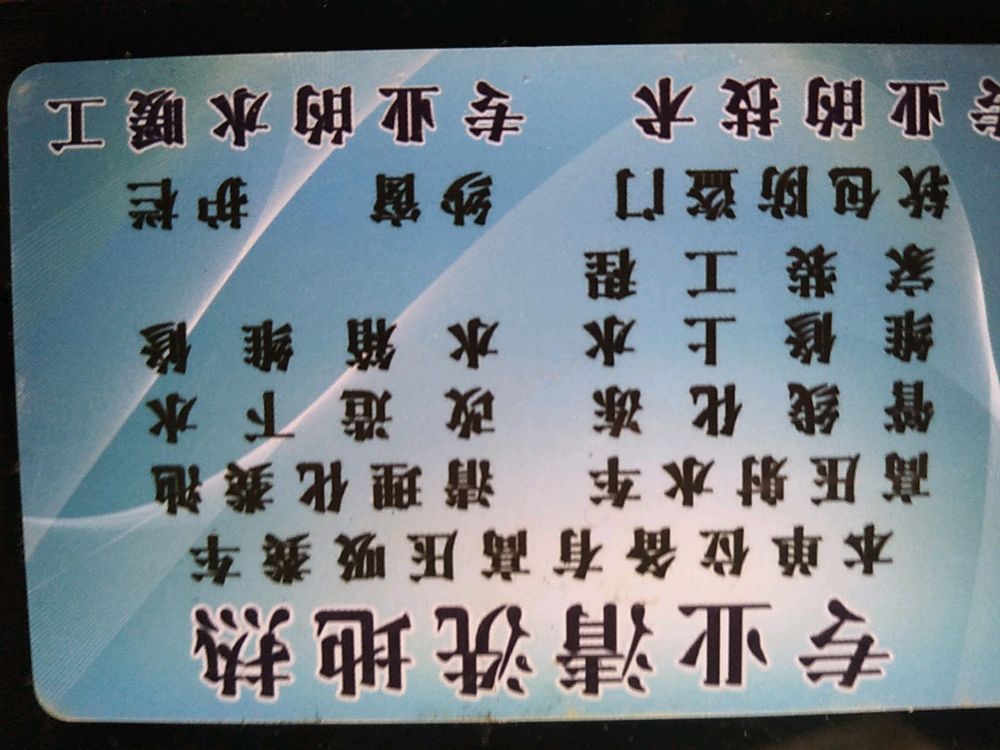 专业清洗地热
本单位备有高压吸粪车
高压射水车 清理化粪池
管线化冻 改造下水
维修上水 水箱维修
家装工程
软包防盗门 纱窗 护栏
专业的技术 专业的水暖工